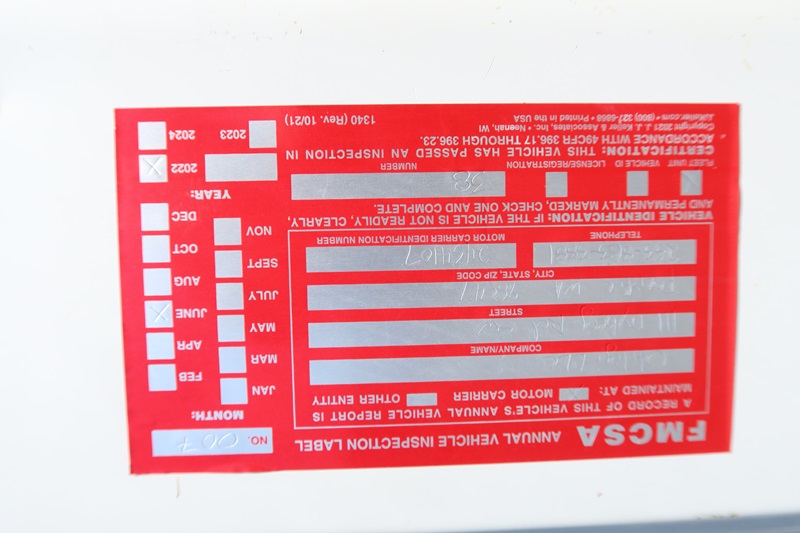 FMCSA ANNUAL VEHICLE INSPECTION LABEL
NO. 007
A RECORD OF THIS VEHICLE'S ANNUAL VEHICLE REPORT IS
MAINTAINED AT: MOTOR CARRIER OTHER ENTITY
COMPANY/NAME
STREET
CITY, STATE, ZIP CODE
TELEPHONE
MOTOR CARRIER IDENTIFICATION NUMBER
VEHICLE IDENTIFICATION: IF THE VEHICLE IS NOT READILY, CLEARLY,
AND PERMANENTLY MARKED, CHECK ONE AND COMPLETE.
FLEET UNIT VEHICLE ID LICENSE/REGISTRATION NUMBER
CERTIFICATION: THIS VEHICLE HAS PASSED AN INSPECTION IN
ACCORDANCE WITH 49CFR 396.17 THROUGH 396.23.
Copyright 2021 J. J. Keller & Associates, Inc. • Neenah, WI
JJKeller.com • (800) 327-6868 • Printed in the USA
1340 (Rev. 10/21)
MONTH:
JAN FEB
MAR APR
MAY JUNE
JULY AUG
SEPT OCT
NOV DEC
YEAR:
2022
2023 2024